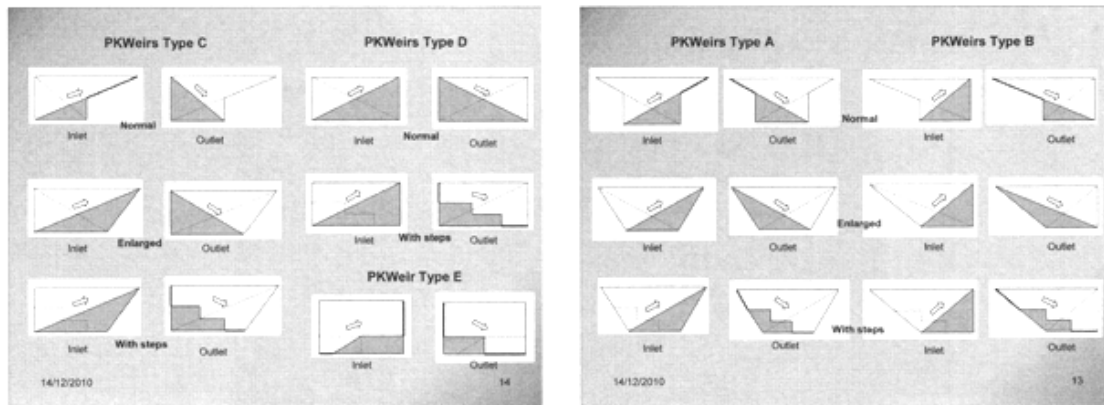 PKWeirs Type C PKWeirs Type D
Inlet Normal Outlet Inlet Normal Outlet
Inlet Enlarged Outlet Inlet With steps Outlet
PKWeir Type E
Inlet With steps Outlet Inlet Outlet
14/12/2010 14
PKWeirs Type A PKWeirs Type B
Inlet Outlet Normal Inlet Outlet
Inlet Outlet Enlarged Inlet Outlet
Inlet Outlet With steps Inlet Outlet
14/12/2010 13